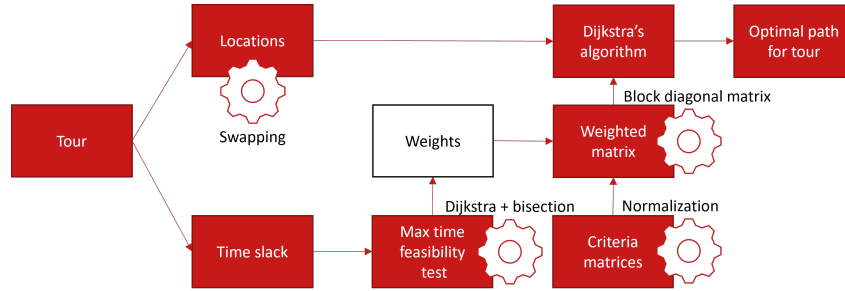 Locations
Dijkstra's
algorithm
Optimal path
for tour
Swapping
Block diagonal matrix
Tour
Weights
Weighted
matrix
Dijkstra + bisection
Normalization
Time slack
Max time
feasibility
test
Criteria
matrices